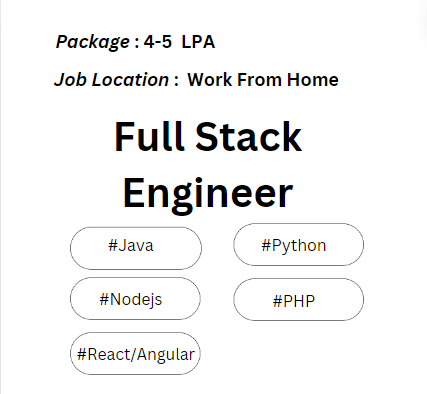 Package : 4-5 LPA
Job Location : Work From Home
Full Stack
Engineer
#Java
#Python
#Nodejs
#PHP
#React/Angular